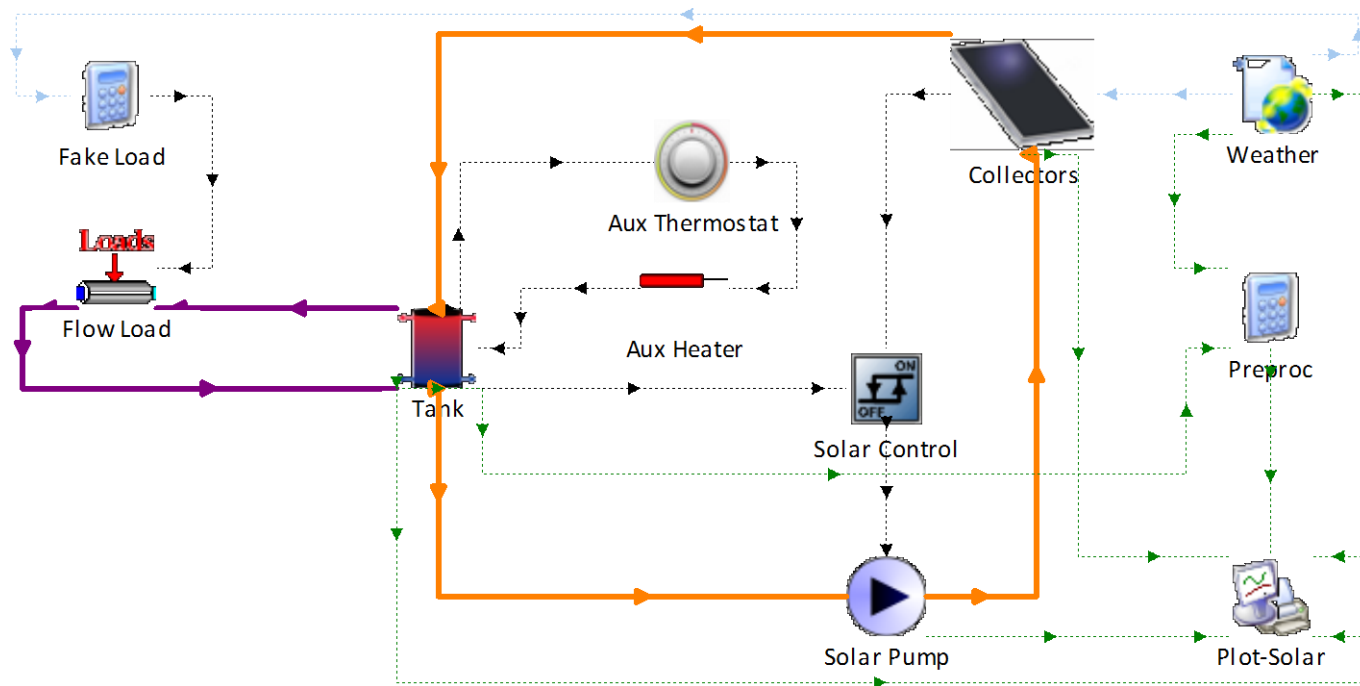 Fake Load
Weather
Collectors
Aux Thermostat
Loads
Flow Load
Aux Heater
Preproc
Tank
ON
OFF
Solar Control
Solar Pump
Plot-Solar